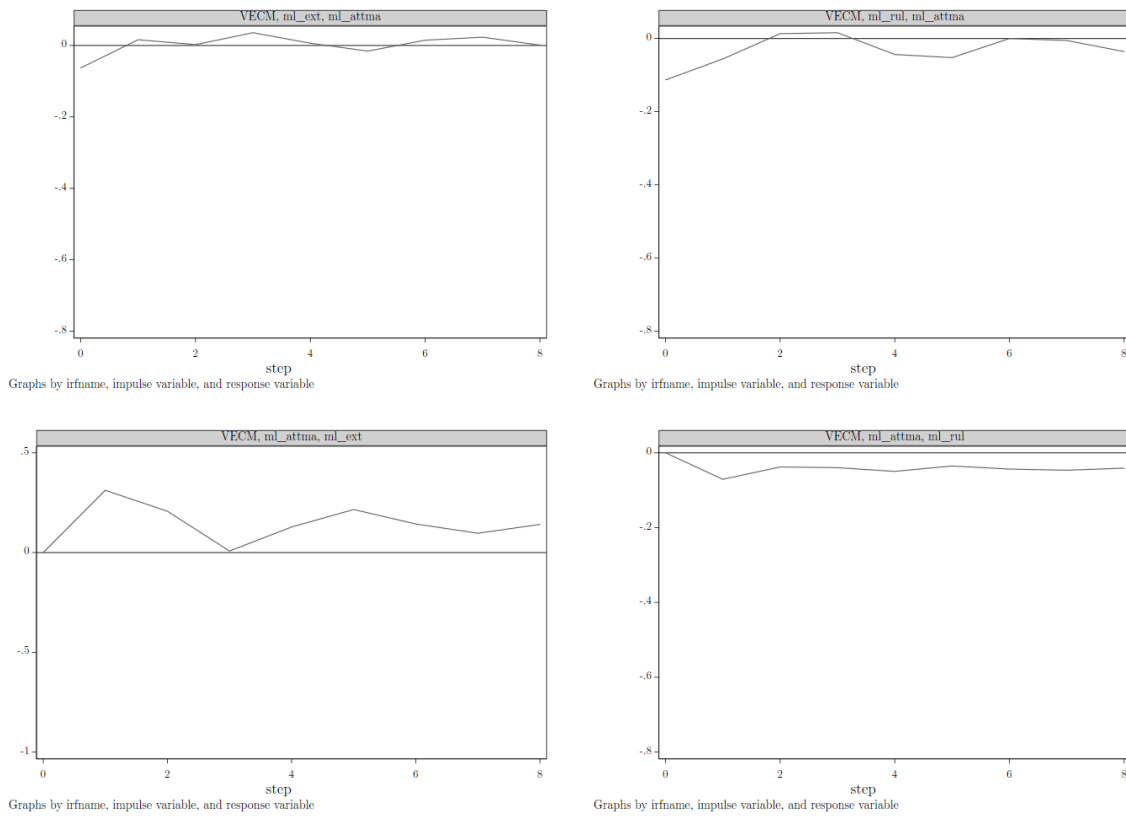 VECM, ml_ext, ml_attma
0
-.2
-.4
-.6
-.8
0 2 4 6 8
step
Graphs by irfname, impulse variable, and response variable
VECM, ml_rul, ml_attma
0
-.2
-.4
-.6
-.8
0 2 4 6 8
step
Graphs by irfname, impulse variable, and response variable
VECM, ml_attma, ml_ext
.5
0
-.5
-1
0 2 4 6 8
step
Graphs by irfname, impulse variable, and response variable
VECM, ml_attma, ml_rul
0
-.2
-.4
-.6
-.8
0 2 4 6 8
step
Graphs by irfname, impulse variable, and response variable